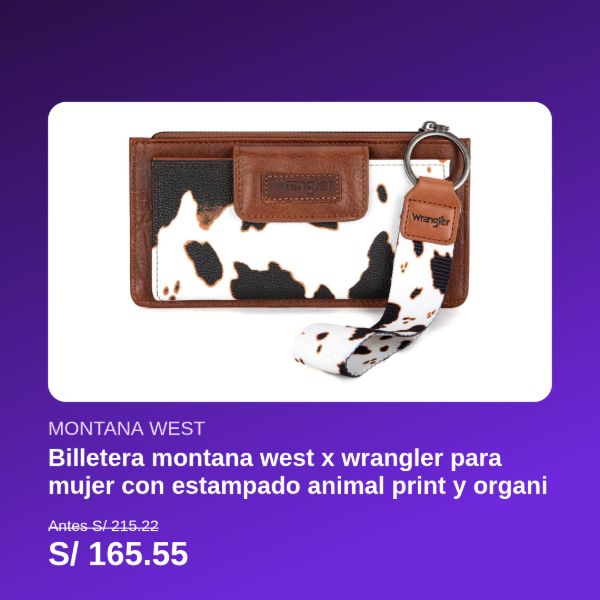 Wrangler
Wrangler
MONTANA WEST
Billetera montana west x wrangler para
mujer con estampado animal print y organi
Antes S/ 215.22
S/ 165.55